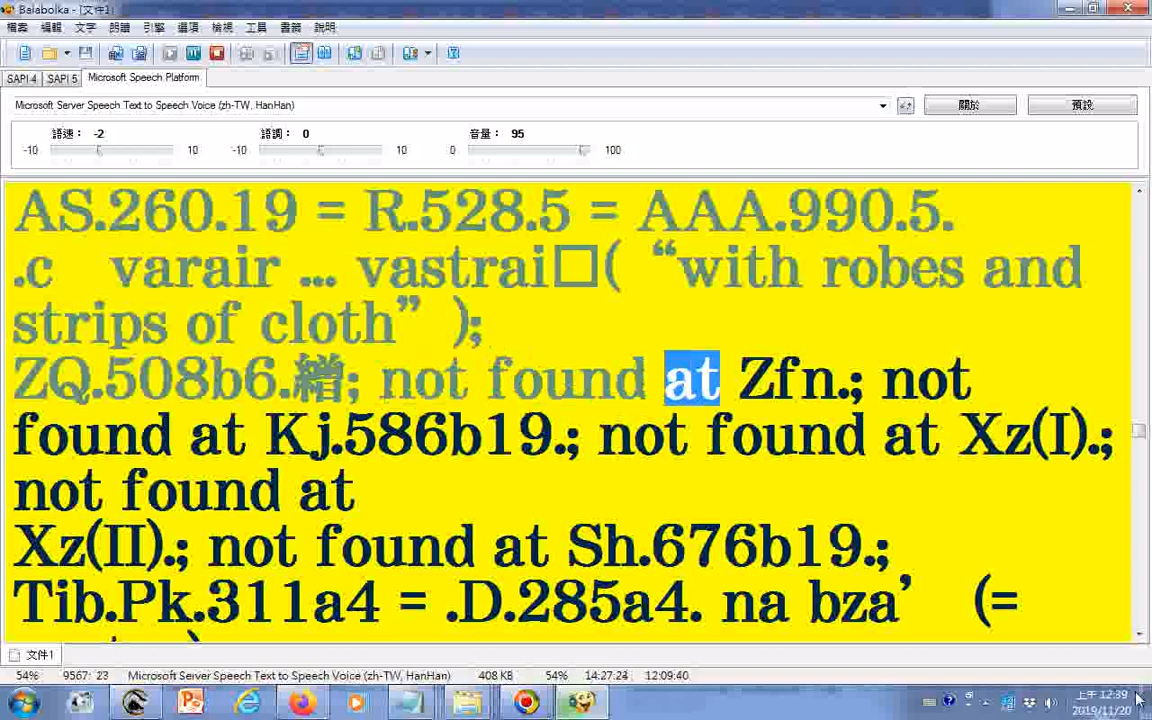 Balabolka - [文件1]
檔案 編輯 文字 朗讀 引擎 選項 檢視 工具 書籤 說明
SAPI 4 SAPI 5 Microsoft Speech Platform
Microsoft Server Speech Text to Speech Voice (zh-TW, HanHan)
關於 預設
語速： -2 語調： 0 音量： 95
-10 10 -10 10 0 100
AS.260.19 = R.528.5 = AAA.990.5.
.c varair ... vastrai□( “with robes and
strips of cloth” );
ZQ.508b6.繒; not found at Zfn.; not
found at Kj.586b19.; not found at Xz(I).;
not found at
Xz(II).; not found at Sh.676b19.;
Tib.Pk.311a4 = .D.285a4. na bza’ (=
文件1
54% 9567: 23 Microsoft Server Speech Text to Speech Voice (zh-TW, HanHan) 408 KB 54% 14:27:24 12:09:40
上午 12:39
2019/11/20